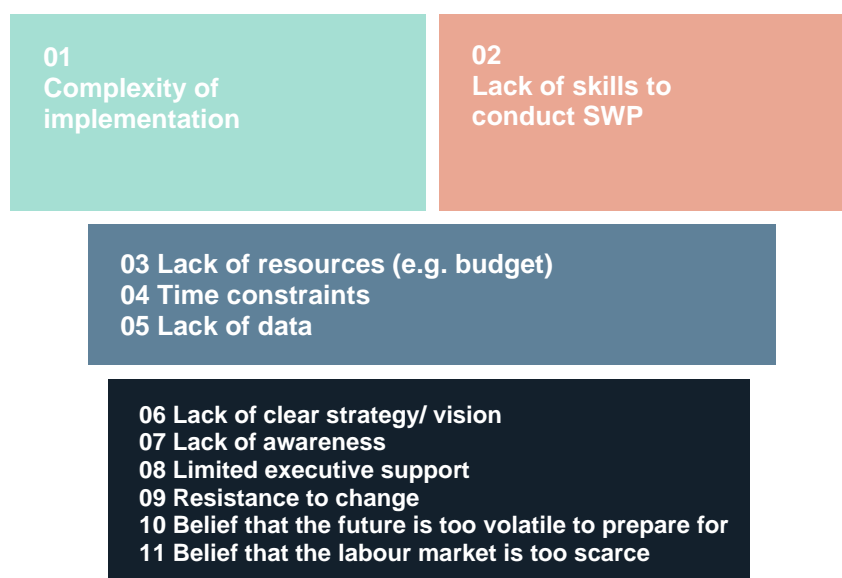 01
Complexity of
implementation
02
Lack of skills to
conduct SWP
03 Lack of resources (e.g. budget)
04 Time constraints
05 Lack of data
06 Lack of clear strategy/ vision
07 Lack of awareness
08 Limited executive support
09 Resistance to change
10 Belief that the future is too volatile to prepare for
11 Belief that the labour market is too scarce